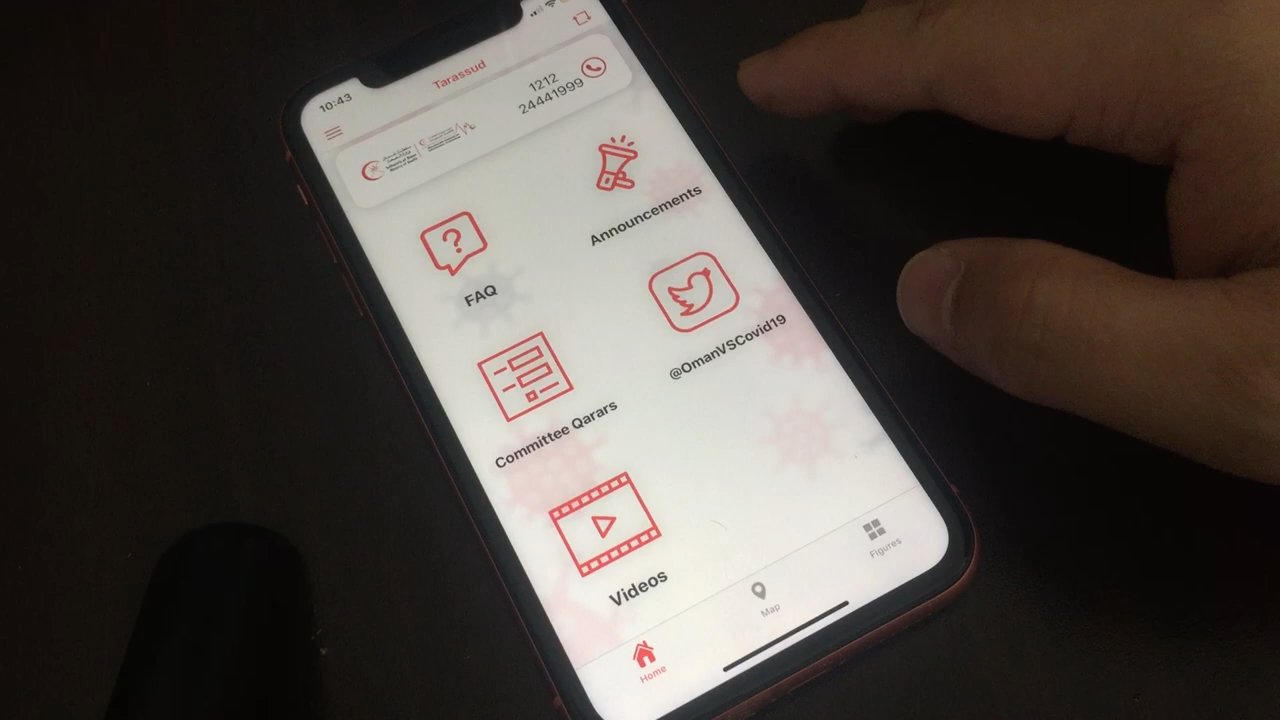 10:43
Tarassud
1212
24441999
FAQ
Announcements
Committee Qarars
@OmanVSCovid19
Videos
Home
Map
Figures